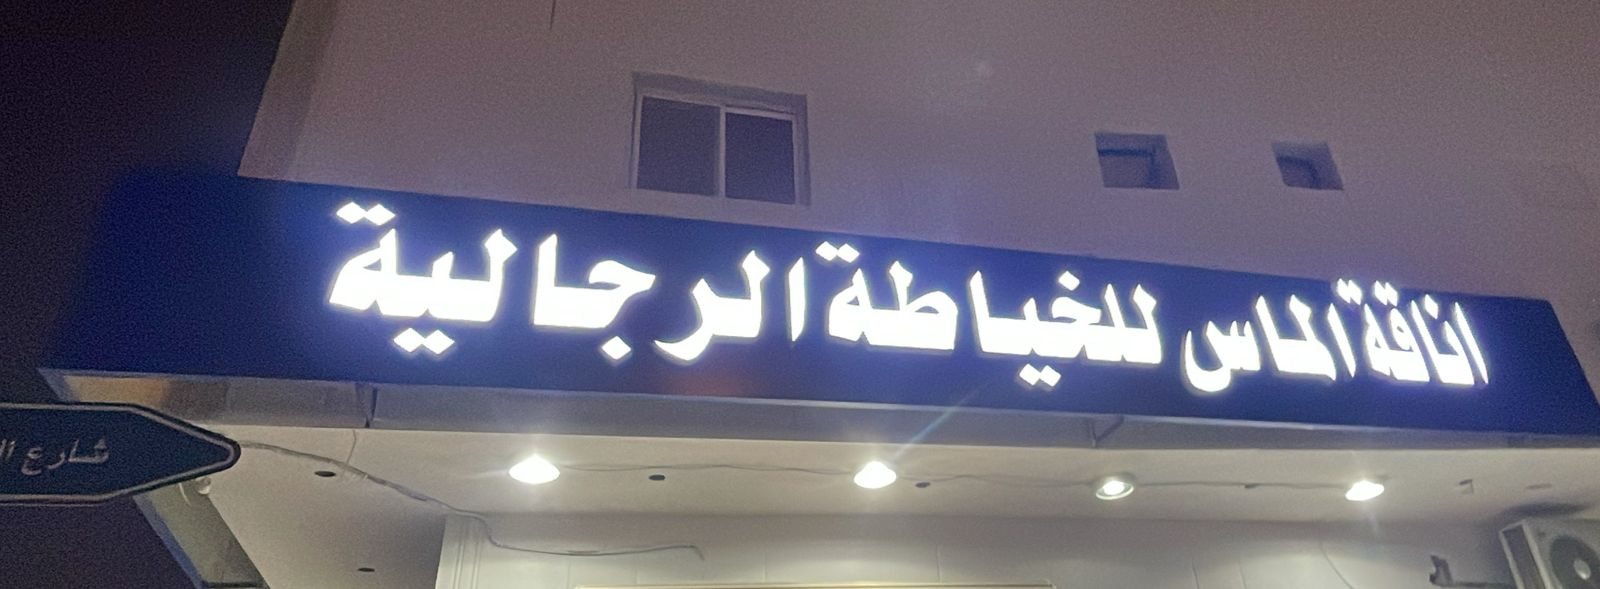 اناقة الماس للخياطة الرجالية
شارع